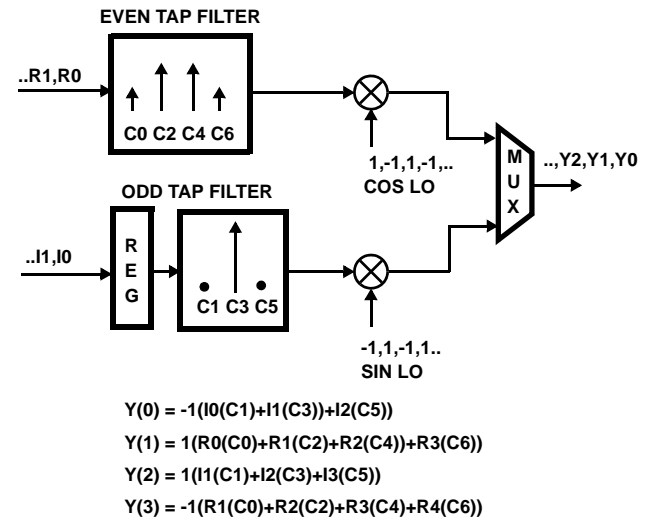 EVEN TAP FILTER
..R1,R0
C0 C2 C4 C6
1,-1,1,-1,..
COS LO
MUX
..,Y2,Y1,Y0
ODD TAP FILTER
..I1,I0
REG
C1 C3 C5
-1,1,-1,1..
SIN LO
Y(0) = -1(I0(C1)+I1(C3))+I2(C5))
Y(1) = 1(R0(C0)+R1(C2)+R2(C4))+R3(C6))
Y(2) = 1(I1(C1)+I2(C3)+I3(C5))
Y(3) = -1(R1(C0)+R2(C2)+R3(C4)+R4(C6))